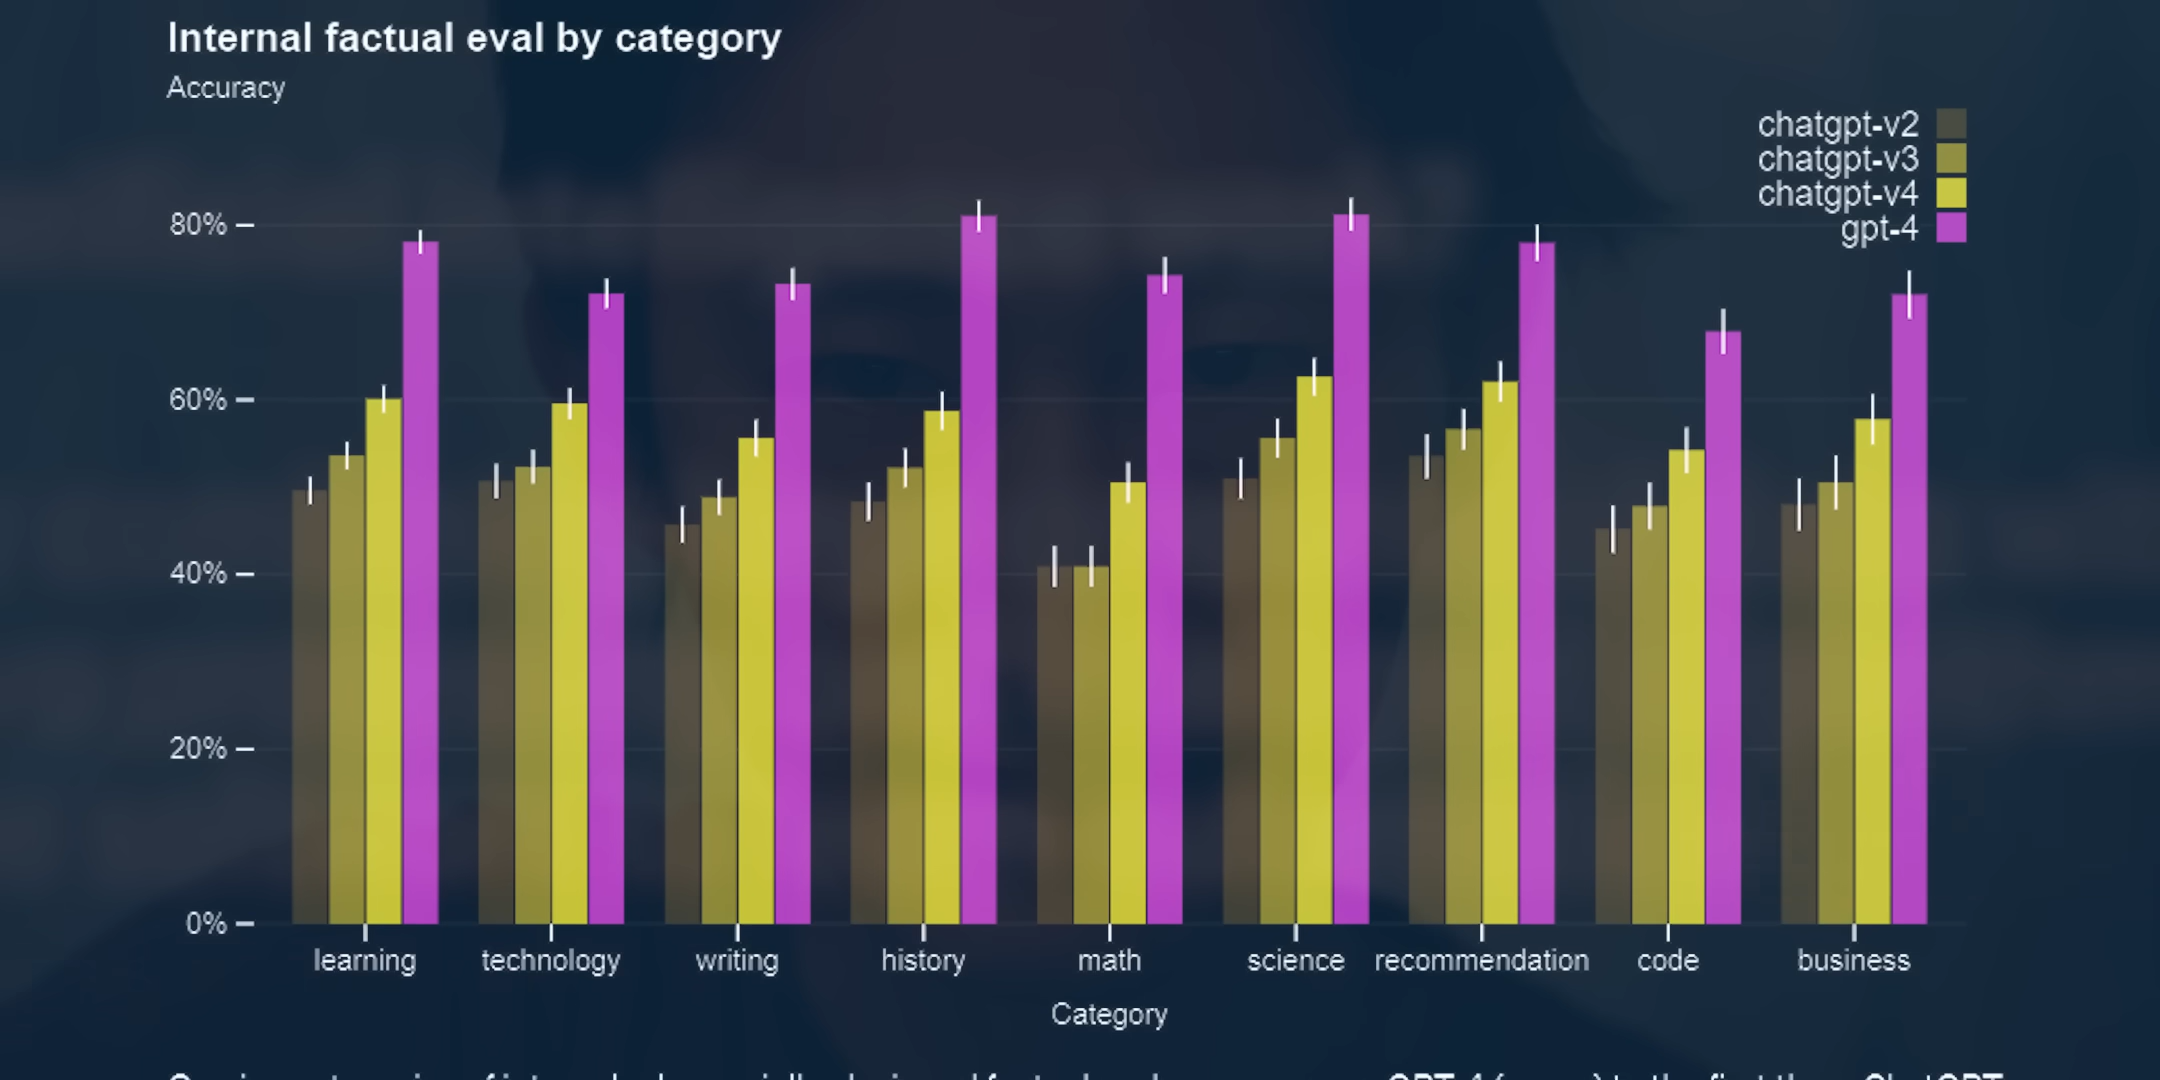 Internal factual eval by category
Accuracy
chatgpt-v2
chatgpt-v3
chatgpt-v4
gpt-4
80%
60%
40%
20%
0%
learning technology writing history math science recommendation code business
Category